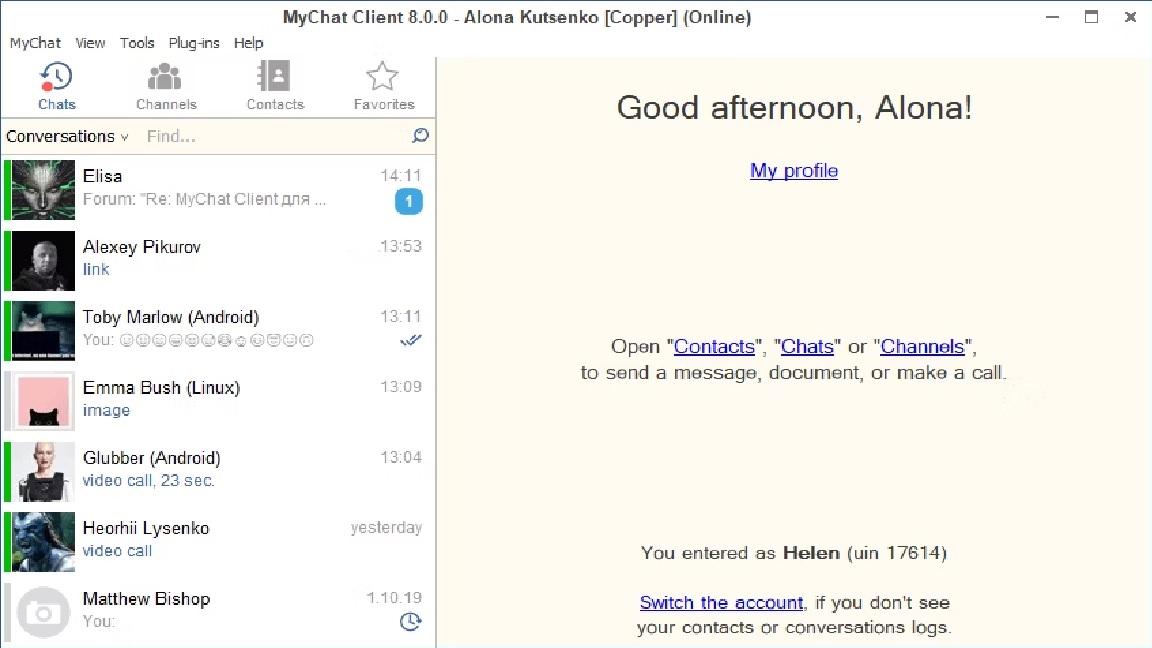 MyChat Client 8.0.0 - Alona Kutsenko [Copper] (Online)
MyChat View Tools Plug-ins Help
Chats Channels Contacts Favorites
Conversations Find...
Elisa 14:11
Forum: "Re: MyChat Client для ... 1
Alexey Pikurov 13:53
link
Toby Marlow (Android) 13:11
You:
Emma Bush (Linux) 13:09
image
Glubber (Android) 13:04
video call, 23 sec.
Heorhii Lysenko yesterday
video call
Matthew Bishop 1.10.19
You:
Good afternoon, Alona!
My profile
Open "Contacts", "Chats" or "Channels",
to send a message, document, or make a call.
You entered as Helen (uin 17614)
Switch the account, if you don't see
your contacts or conversations logs.